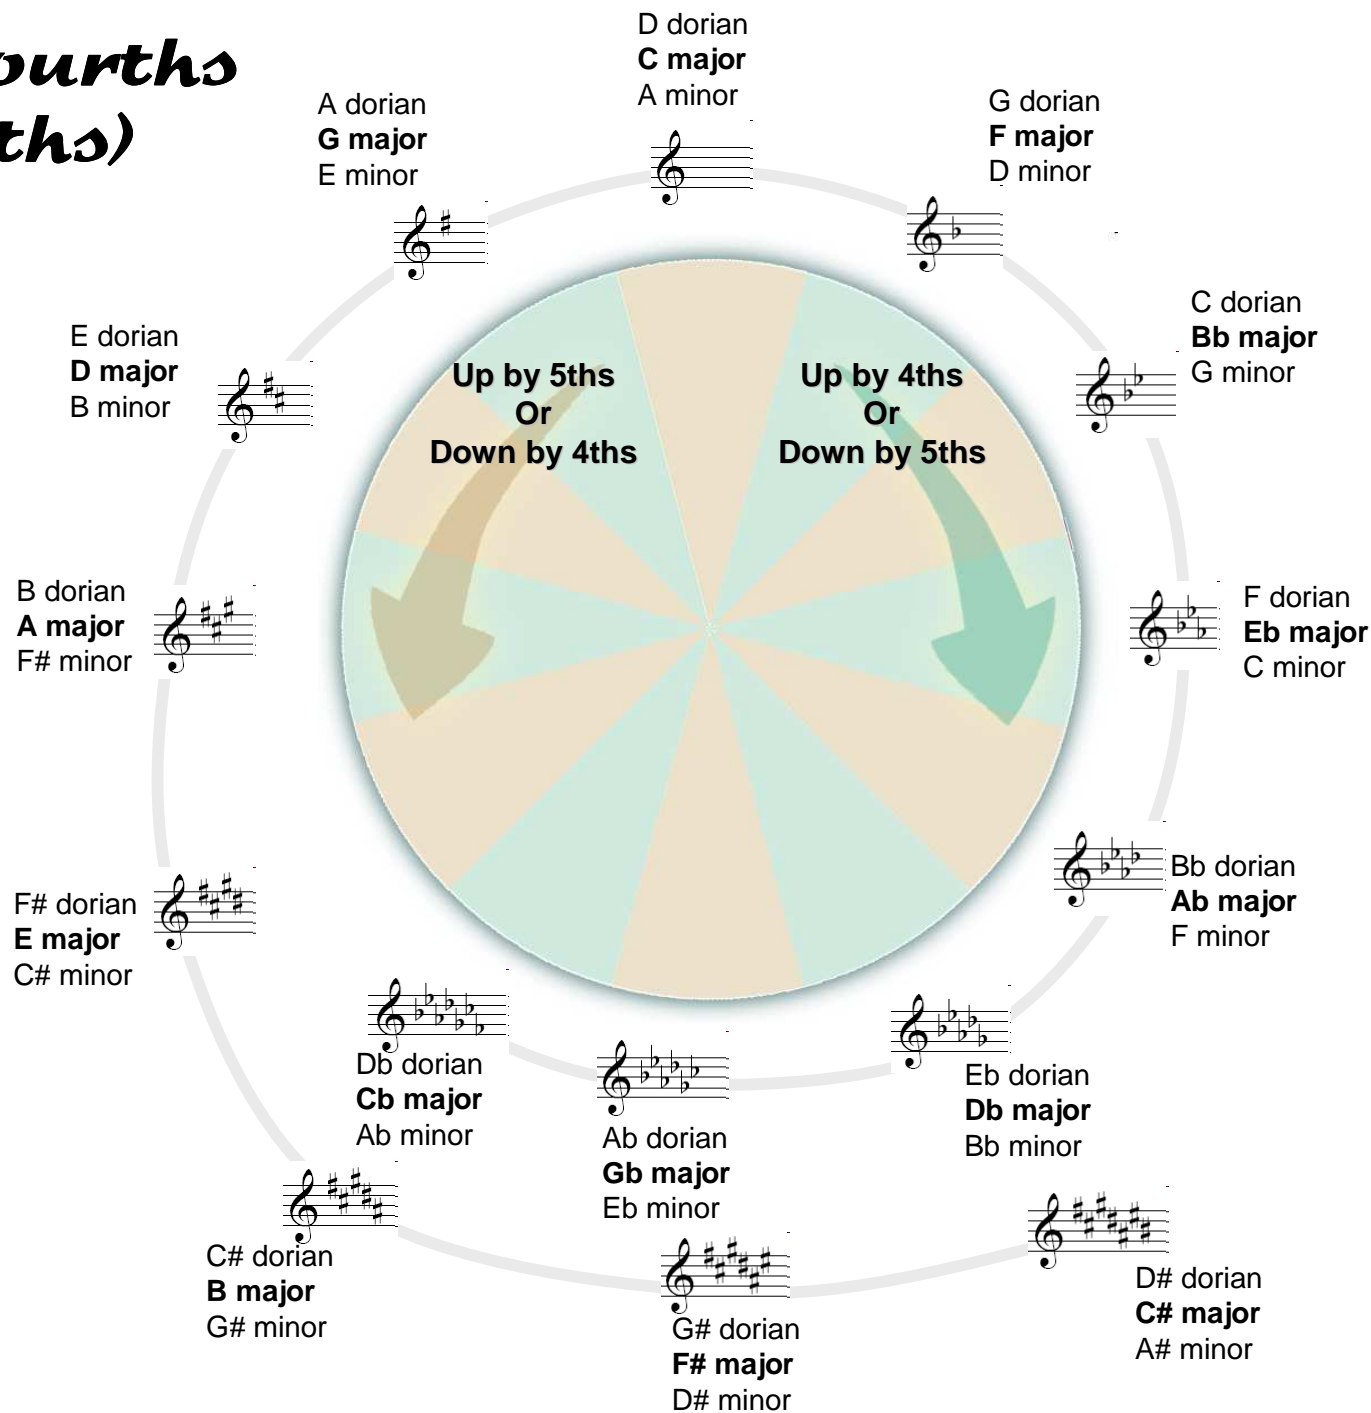 ourths
ths)
D dorian
C major
A minor
A dorian
G major
E minor
G dorian
F major
D minor
E dorian
D major
B minor
C dorian
Bb major
G minor
Up by 5ths
Or
Down by 4ths
Up by 4ths
Or
Down by 5ths
B dorian
A major
F# minor
F dorian
Eb major
C minor
F# dorian
E major
C# minor
Bb dorian
Ab major
F minor
Db dorian
Cb major
Ab minor
Ab dorian
Gb major
Eb minor
Eb dorian
Db major
Bb minor
C# dorian
B major
G# minor
G# dorian
F# major
D# minor
D# dorian
C# major
A# minor